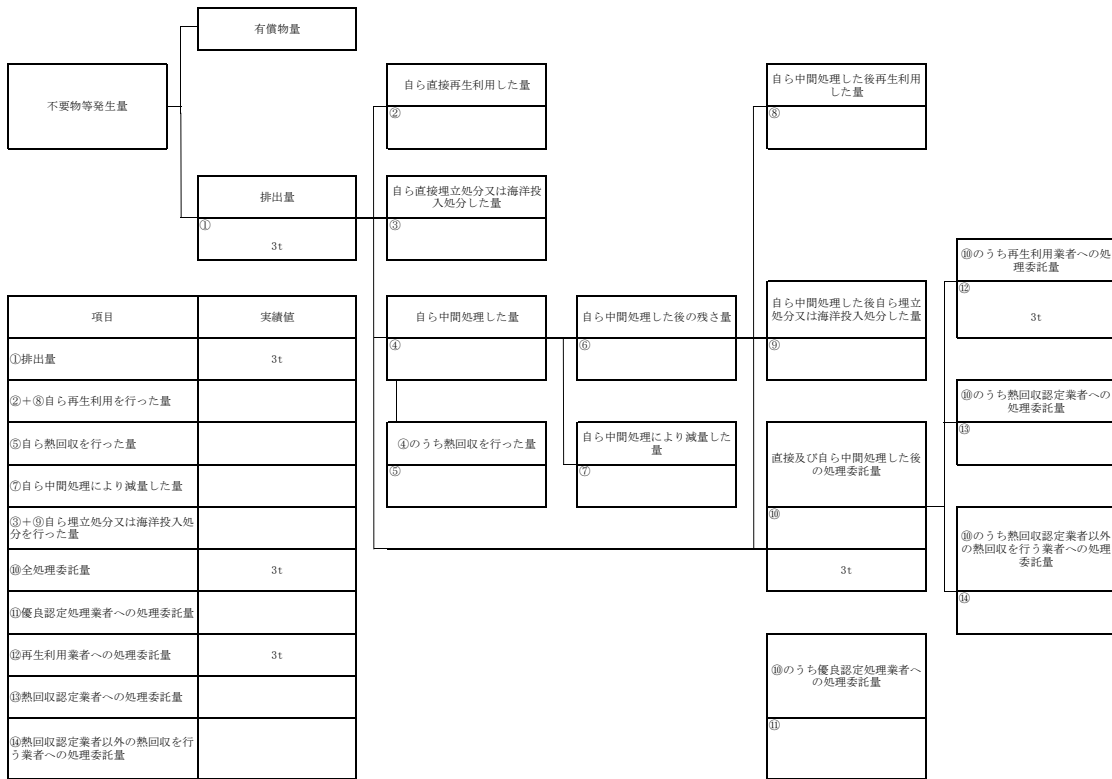 有償物量
不要物等発生量
自ら直接再生利用した量
②
自ら中間処理した後再生利用
した量
⑧
排出量
①
3t
自ら直接埋立処分又は海洋投
入処分した量
③
⑩のうち再生利用業者への処
理委託量
⑫
3t
項目
実績値
①排出量
3t
②＋⑧自ら再生利用を行った量
⑤自ら熱回収を行った量
⑦自ら中間処理により減量した量
③＋⑨自ら埋立処分又は海洋投入処
分を行った量
⑩全処理委託量
3t
⑪優良認定処理業者への処理委託量
⑫再生利用業者への処理委託量
3t
⑬熱回収認定業者への処理委託量
⑭熱回収認定業者以外の熱回収を行
う業者への処理委託量
自ら中間処理した量
④
④のうち熱回収を行った量
⑤
自ら中間処理した後の残さ量
⑥
自ら中間処理により減量した
量
⑦
自ら中間処理した後自ら埋立
処分又は海洋投入処分した量
⑨
直接及び自ら中間処理した後
の処理委託量
⑩
3t
⑩のうち優良認定処理業者へ
の処理委託量
⑪
⑩のうち熱回収認定業者への
処理委託量
⑬
⑩のうち熱回収認定業者以外
の熱回収を行う業者への処理
委託量
⑭